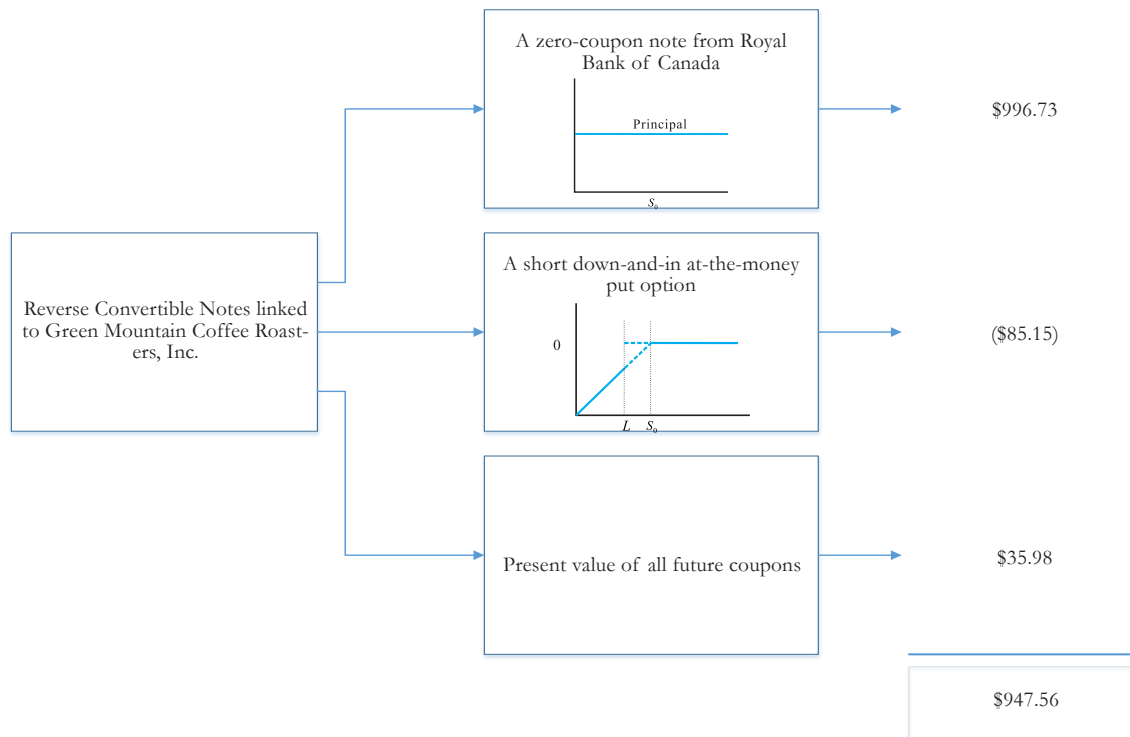 A zero-coupon note from Royal
Bank of Canada
Principal
S₀
$996.73
Reverse Convertible Notes linked
to Green Mountain Coffee Roast-
ers, Inc.
A short down-and-in at-the-money
put option
0
L S₀
($85.15)
Present value of all future coupons
$35.98
$947.56